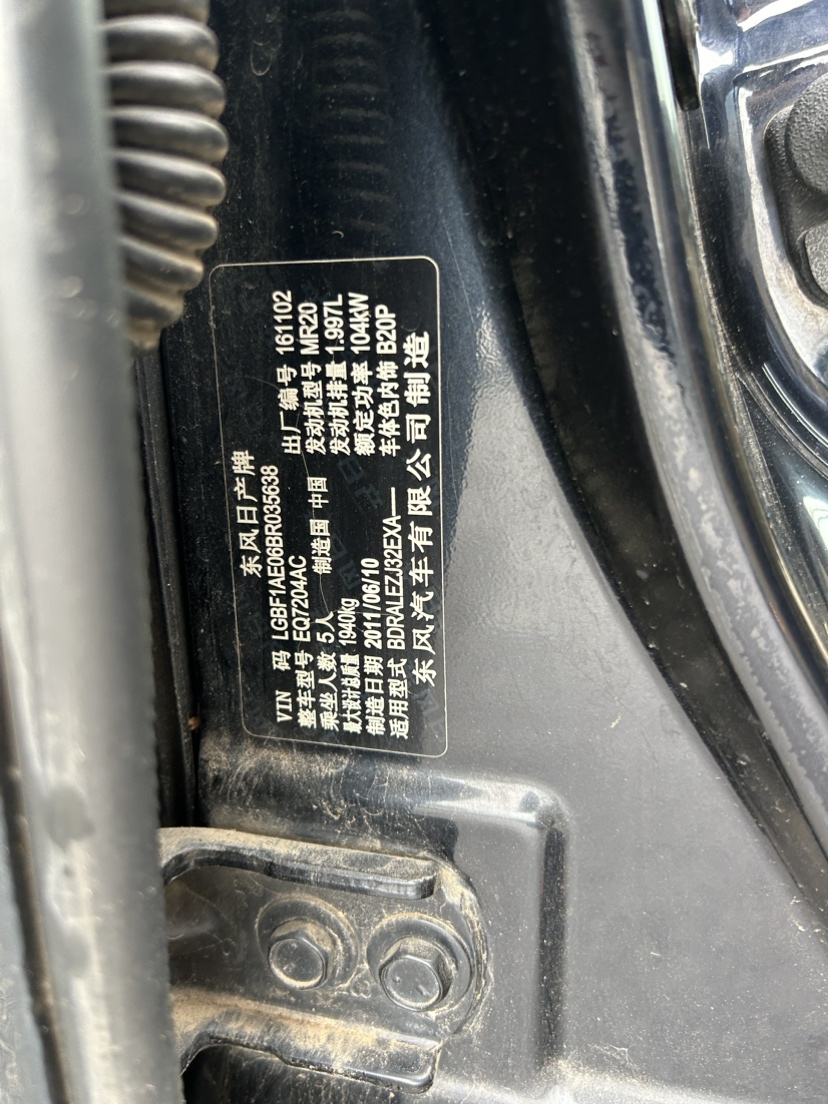 东风日产牌
VIN 码 LGBF1AE06BR035638
整车型号 EQ7204AC 出厂编号 161102
乘坐人数 5人 制造国 中国 发动机型号 MR20
最大设计总质量 1940kg 发动机排量 1.997L
制造日期 2011/06/10 额定功率 104kW
适用型式 BDRALEZJ32EXA— 车体色内饰 B20P
东风汽车有限公司制造